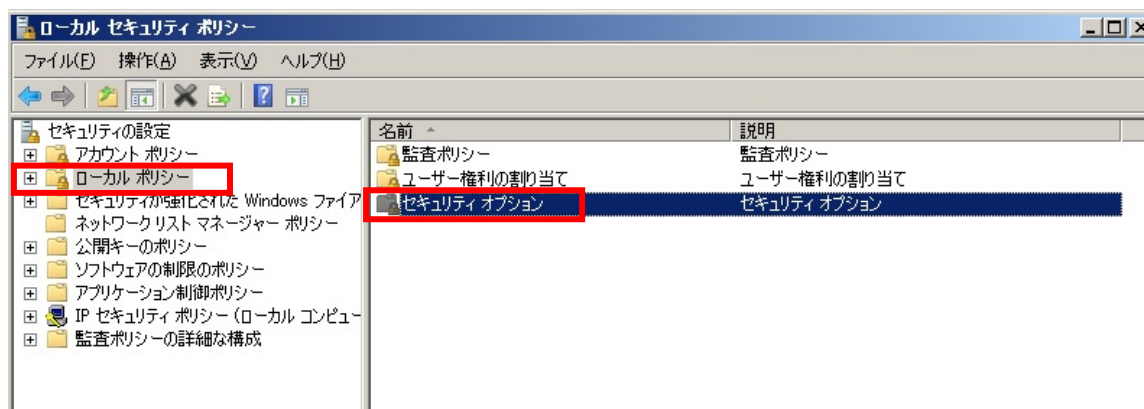 ローカル セキュリティ ポリシー
ファイル(F) 操作(A) 表示(V) ヘルプ(H)
セキュリティの設定
アカウント ポリシー
ローカル ポリシー
セキュリティが強化された Windows ファイア
ネットワーク リスト マネージャー ポリシー
公開キーのポリシー
ソフトウェアの制限のポリシー
アプリケーション制御ポリシー
IP セキュリティ ポリシー (ローカル コンピュー
監査ポリシーの詳細な構成
名前 説明
監査ポリシー 監査ポリシー
ユーザー権利の割り当て ユーザー権利の割り当て
セキュリティ オプション セキュリティ オプション